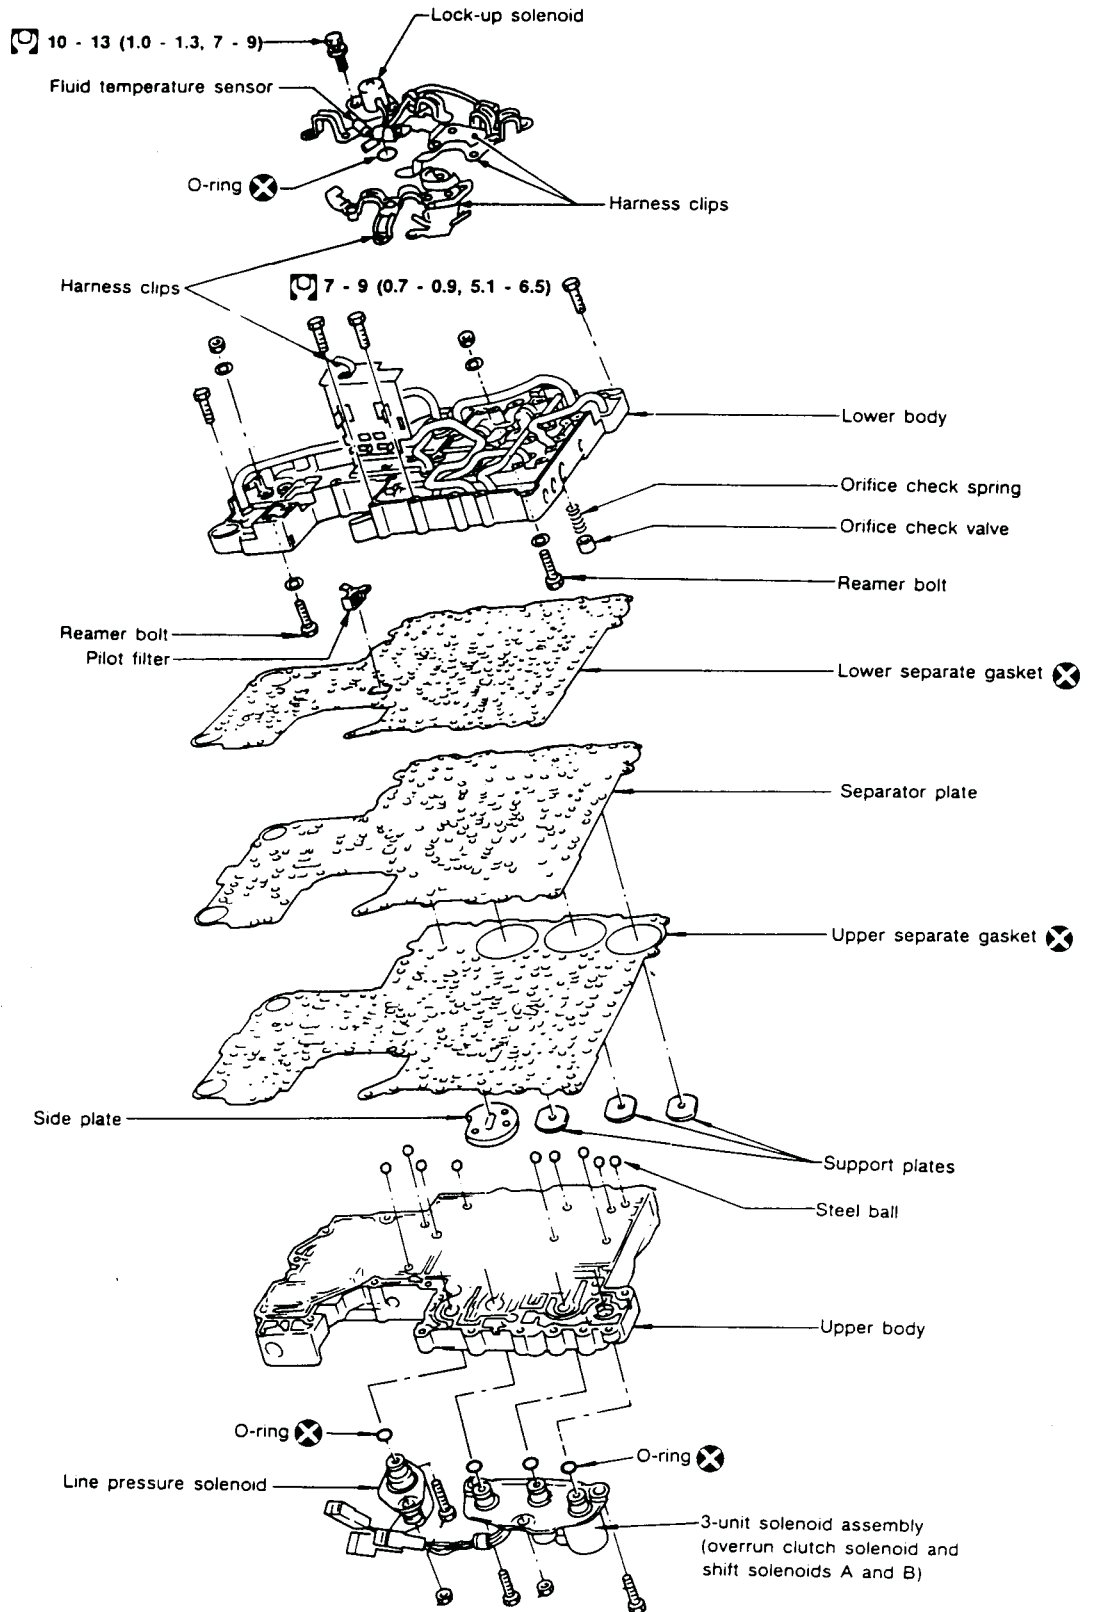 Lock-up solenoid
10 - 13 (1.0 - 1.3, 7 - 9)
Fluid temperature sensor
O-ring
Harness clips
Harness clips
7 - 9 (0.7 - 0.9, 5.1 - 6.5)
Lower body
Orifice check spring
Orifice check valve
Reamer bolt
Reamer bolt
Pilot filter
Lower separate gasket
Separator plate
Upper separate gasket
Side plate
Support plates
Steel ball
Upper body
O-ring
O-ring
Line pressure solenoid
3-unit solenoid assembly
(overrun clutch solenoid and
shift solenoids A and B)